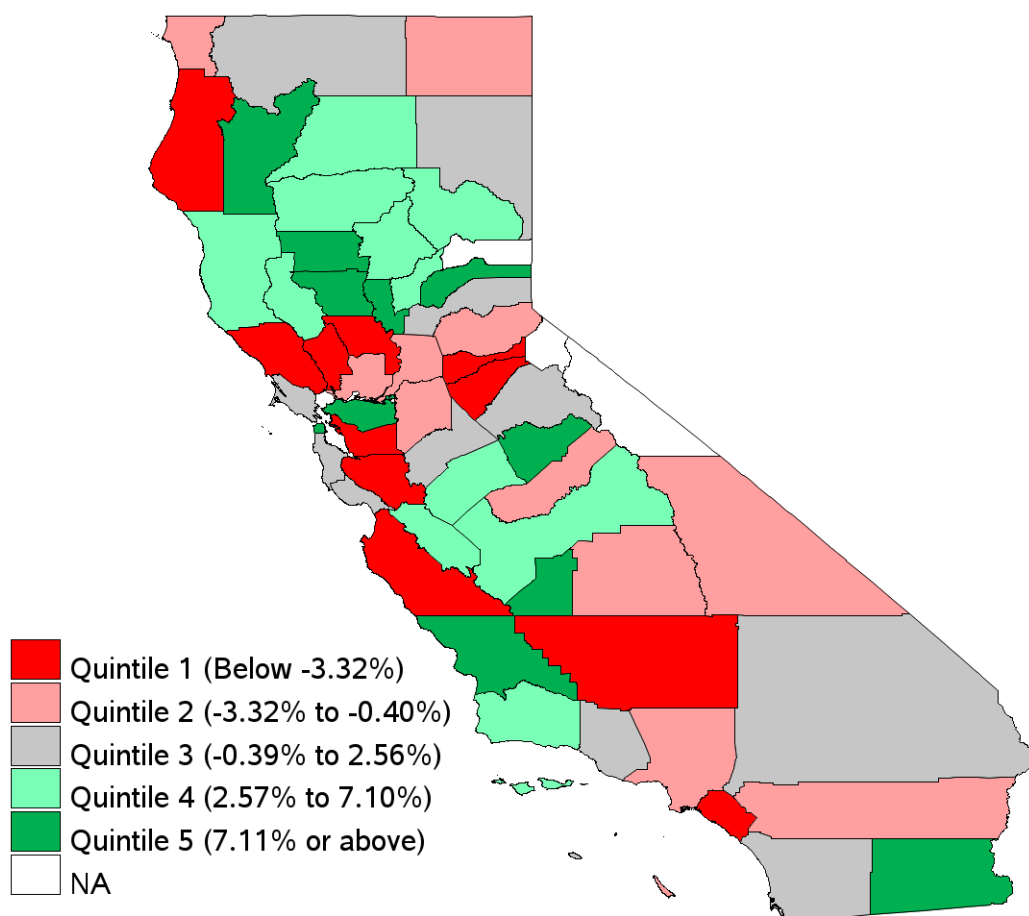 Quintile 1 (Below -3.32%)
Quintile 2 (-3.32% to -0.40%)
Quintile 3 (-0.39% to 2.56%)
Quintile 4 (2.57% to 7.10%)
Quintile 5 (7.11% or above)
NA